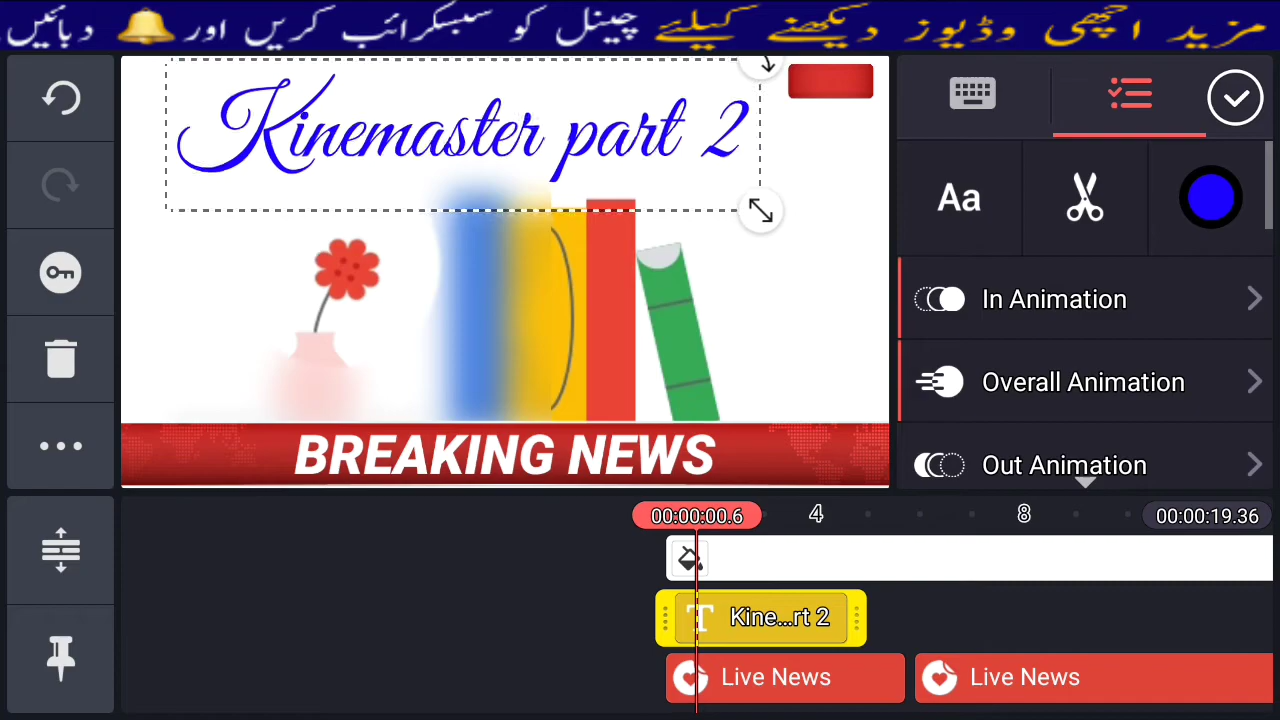 مزید اچھی وڈیوز دیکھنے کیلئے چینل کو سبسکرائب کریں اور 🔔 دبائیں
Kinemaster part 2
Aa
In Animation
Overall Animation
BREAKING NEWS
Out Animation
00:00:00.6 4 8 00:00:19.36
T Kine...rt 2
Live News Live News